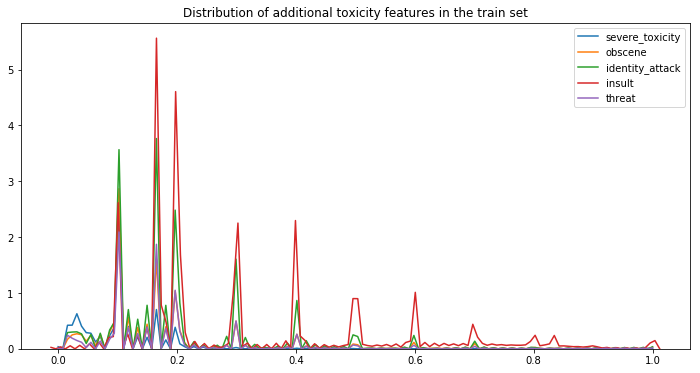 Distribution of additional toxicity features in the train set
severe_toxicity
obscene
identity_attack
insult
threat
5
4
3
2
1
0
0.0 0.2 0.4 0.6 0.8 1.0